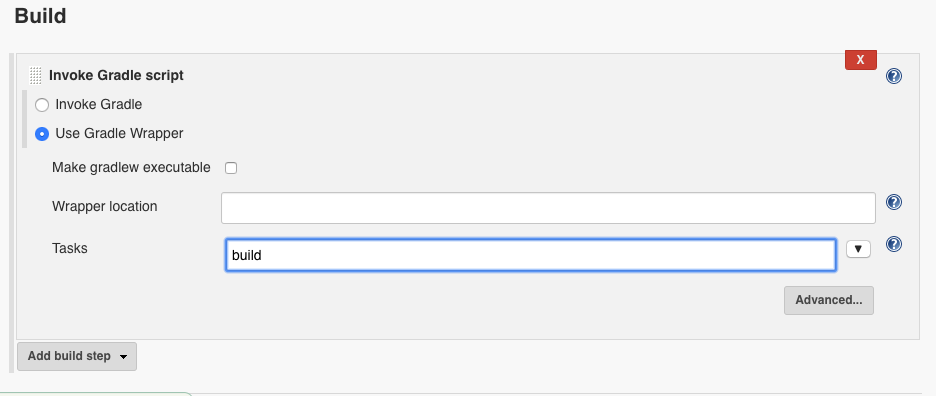 Build
X
Invoke Gradle script
?
Invoke Gradle
Use Gradle Wrapper
Make gradlew executable
Wrapper location
?
Tasks
build
▼
?
Advanced...
Add build step